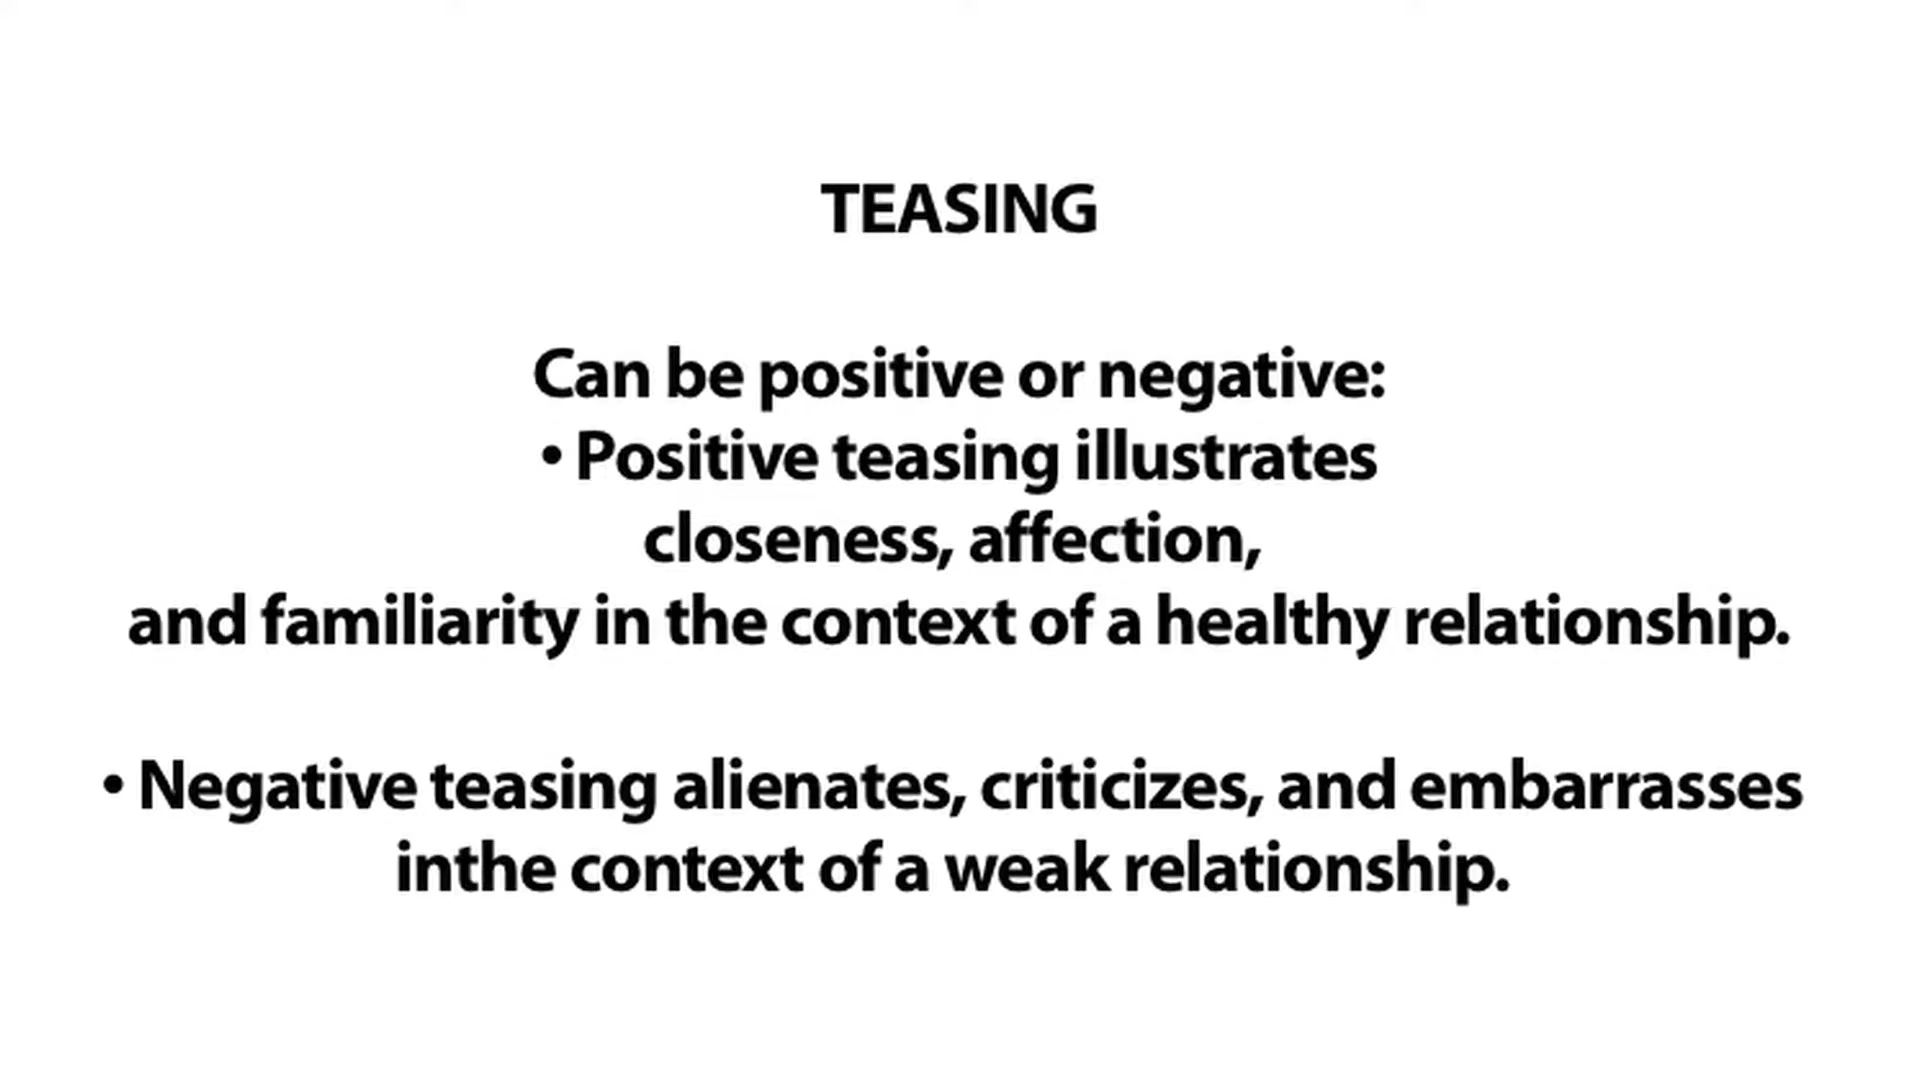 TEASING
Can be positive or negative:
• Positive teasing illustrates
closeness, affection,
and familiarity in the context of a healthy relationship.
• Negative teasing alienates, criticizes, and embarrasses
inthe context of a weak relationship.